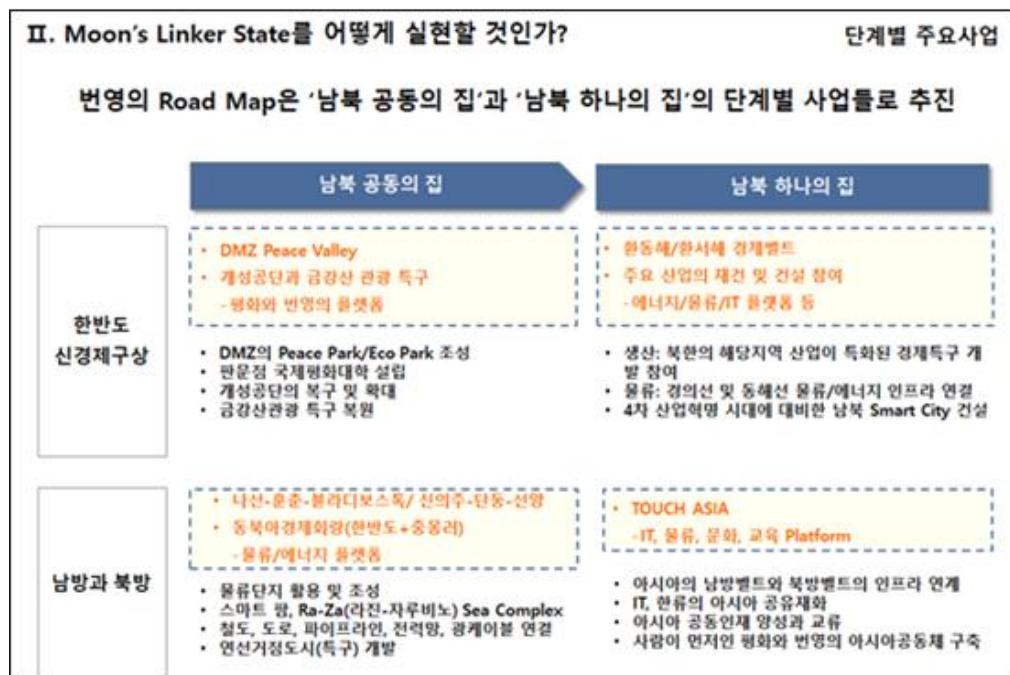 Ⅱ. Moon's Linker State를 어떻게 실현할 것인가?
단계별 주요사업
번영의 Road Map은 '남북 공동의 집'과 '남북 하나의 집'의 단계별 사업들로 추진
남북 공동의 집
남북 하나의 집
한반도
신경제구상
• DMZ Peace Valley
• 개성공단과 금강산 관광 특구
- 평화와 번영의 플랫폼
• DMZ의 Peace Park/Eco Park 조성
• 판문점 국제평화대학 설립
• 개성공단의 복구 및 확대
• 금강산관광 특구 복원
• 환동해/환서해 경제벨트
• 주요 산업의 재건 및 건설 참여
- 에너지/물류/IT 플랫폼 등
• 생산: 북한의 해당지역 산업이 특화된 경제특구 개
발 참여
• 물류: 경의선 및 동해선 물류/에너지 인프라 연결
• 4차 산업혁명 시대에 대비한 남북 Smart City 건설
남방과 북방
• 나선-훈춘-블라디보스톡/ 신의주-단둥-선양
• 동북아경제회랑(한반도+중몽러)
- 물류/에너지 플랫폼
• 물류단지 활용 및 조성
• 스마트 팜, Ra-Za(라진-자루비노) Sea Complex
• 철도, 도로, 파이프라인, 전력망, 광케이블 연결
• 연선거점도시(특구) 개발
• TOUCH ASIA
- IT, 물류, 문화, 교육 Platform
• 아시아의 남방벨트와 북방벨트의 인프라 연계
• IT, 한류의 아시아 공유재화
• 아시아 공동인재 양성과 교류
• 사람이 먼저인 평화와 번영의 아시아공동체 구축